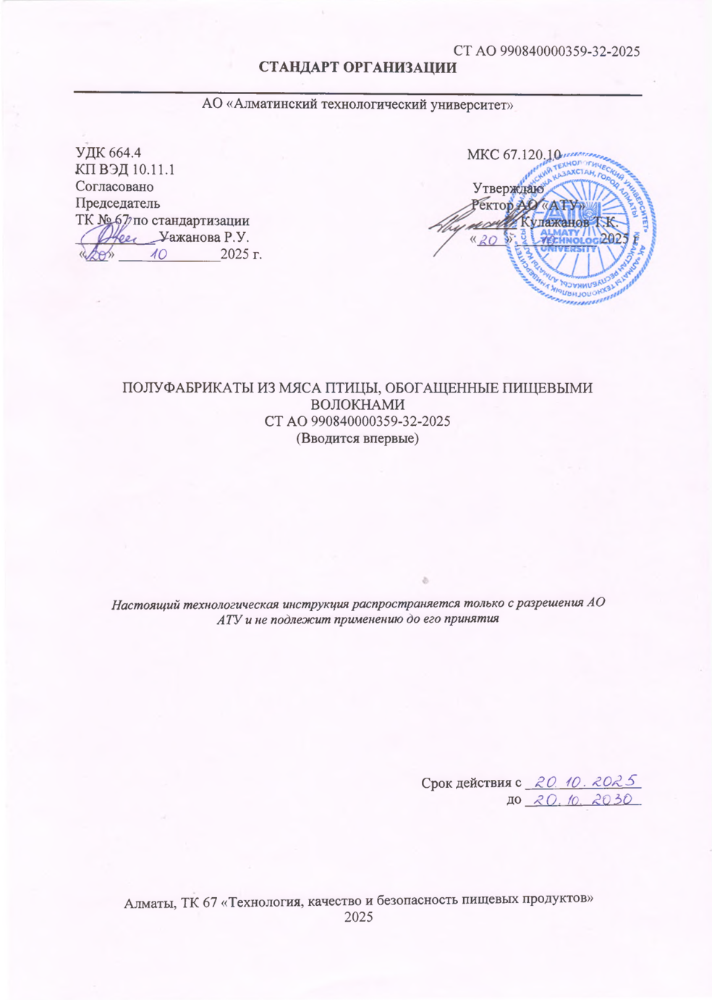 СТ АО 990840000359-32-2025
СТАНДАРТ ОРГАНИЗАЦИИ
АО «Алматинский технологический университет»
УДК 664.4
МКС 67.120.10
КП ВЭД 10.11.1
Согласовано
Утверждаю
Председатель
Ректор АО «АТУ»
ТК № 67 по стандартизации
Кулажанов Т.К.
Уажанова Р.У.
«20» 10 2025 г
«20» 10 2025 г.
ALMATY
TECHNOLOGICAL
UNIVERSITY
ПОЛУФАБРИКАТЫ ИЗ МЯСА ПТИЦЫ, ОБОГАЩЕННЫЕ ПИЩЕВЫМИ
ВОЛОКНАМИ
СТ АО 990840000359-32-2025
(Вводится впервые)
Настоящий технологическая инструкция распространяется только с разрешения АО
АТУ и не подлежит применению до его принятия
Срок действия с 20. 10. 2025
до 20. 10. 2030
Алматы, ТК 67 «Технология, качество и безопасность пищевых продуктов»
2025